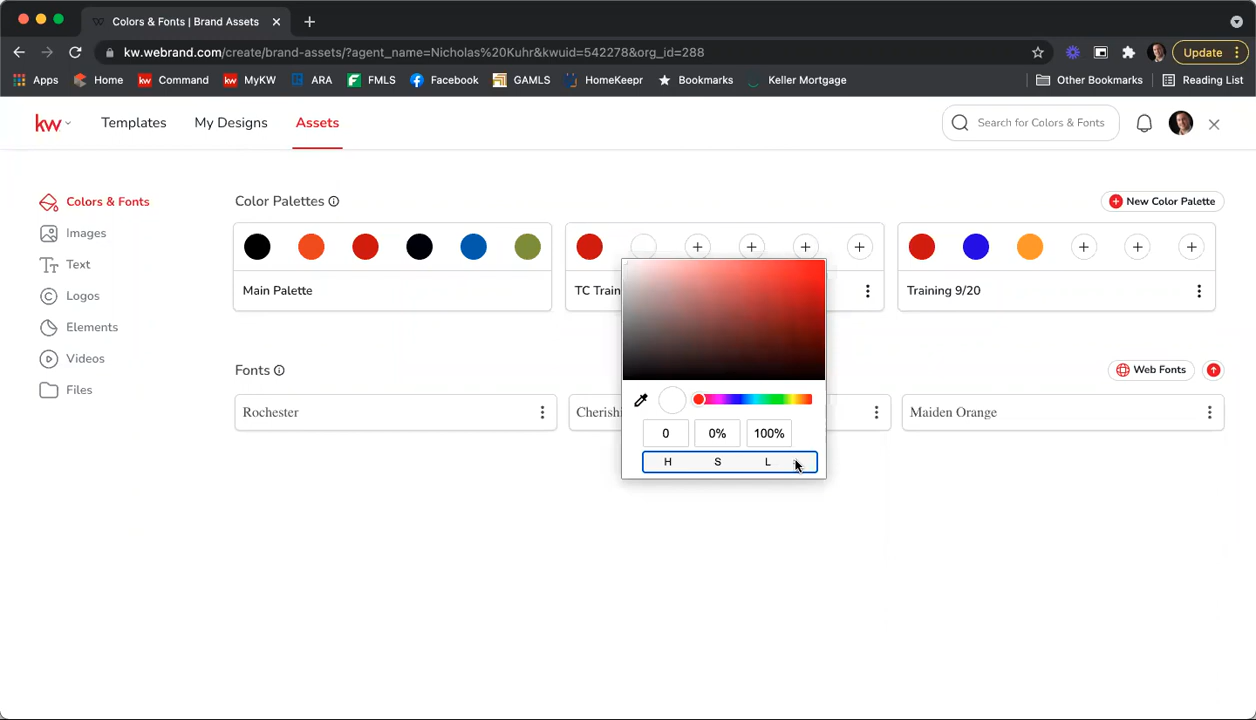 Colors & Fonts | Brand Assets
kw.webrand.com/create/brand-assets/?agent_name=Nicholas%20Kuhr&kwuid=542278&org_id=288
Update
Apps
Home
kw Command
kw MyKW
ARA
FMLS
Facebook
GAMLS
HomeKeepr
Bookmarks
Keller Mortgage
Other Bookmarks
Reading List
kw
Templates
My Designs
Assets
Search for Colors & Fonts
Colors & Fonts
Images
Text
Logos
Elements
Videos
Files
Color Palettes
New Color Palette
Main Palette
TC Train
Training 9/20
Fonts
Web Fonts
Rochester
Cherish
Maiden Orange
0 0% 100%
H S L